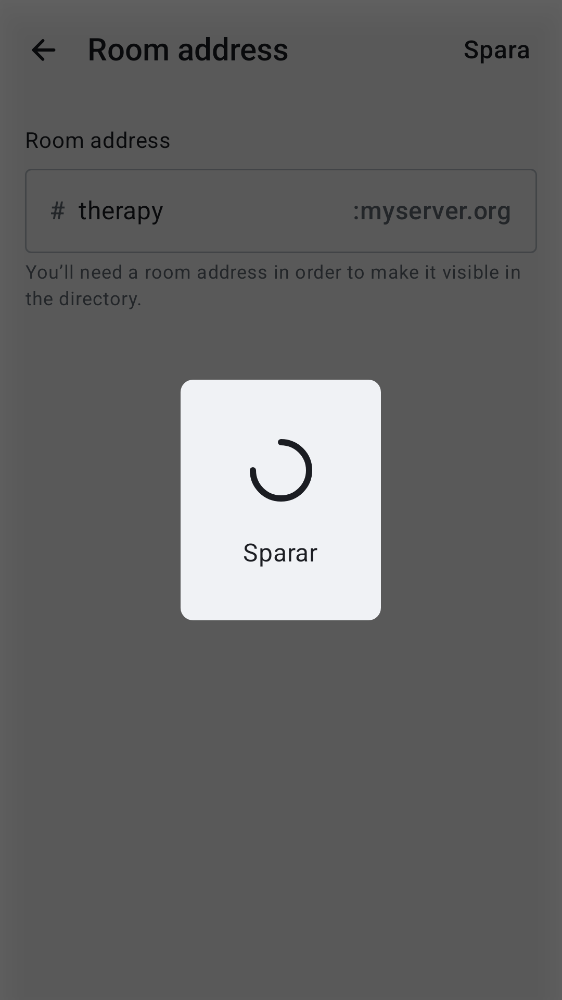 Room address
Spara
Room address
# therapy :myserver.org
You’ll need a room address in order to make it visible in
the directory.
Sparar